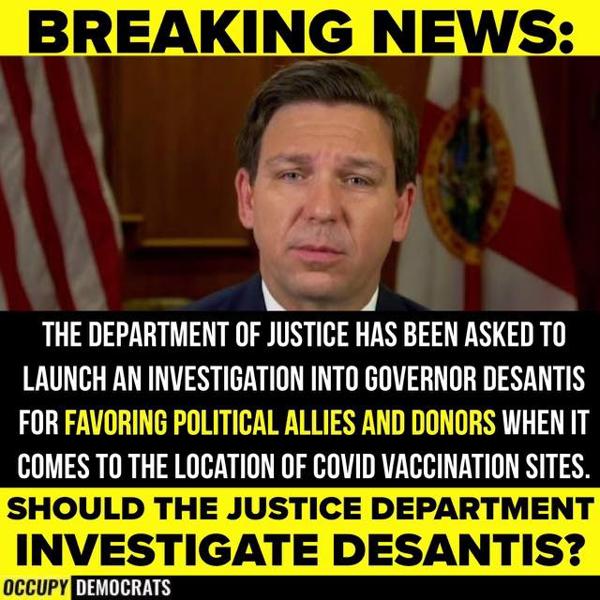 BREAKING NEWS:
THE DEPARTMENT OF JUSTICE HAS BEEN ASKED TO
LAUNCH AN INVESTIGATION INTO GOVERNOR DESANTIS
FOR FAVORING POLITICAL ALLIES AND DONORS WHEN IT
COMES TO THE LOCATION OF COVID VACCINATION SITES.
SHOULD THE JUSTICE DEPARTMENT
INVESTIGATE DESANTIS?
OCCUPY DEMOCRATS